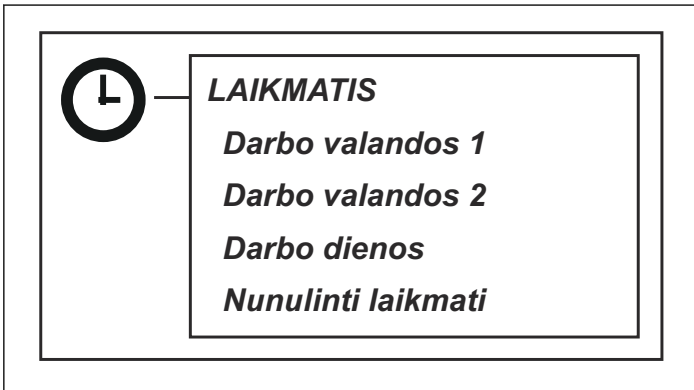 LAIKMATIS
Darbo valandos 1
Darbo valandos 2
Darbo dienos
Nunulinti laikmati